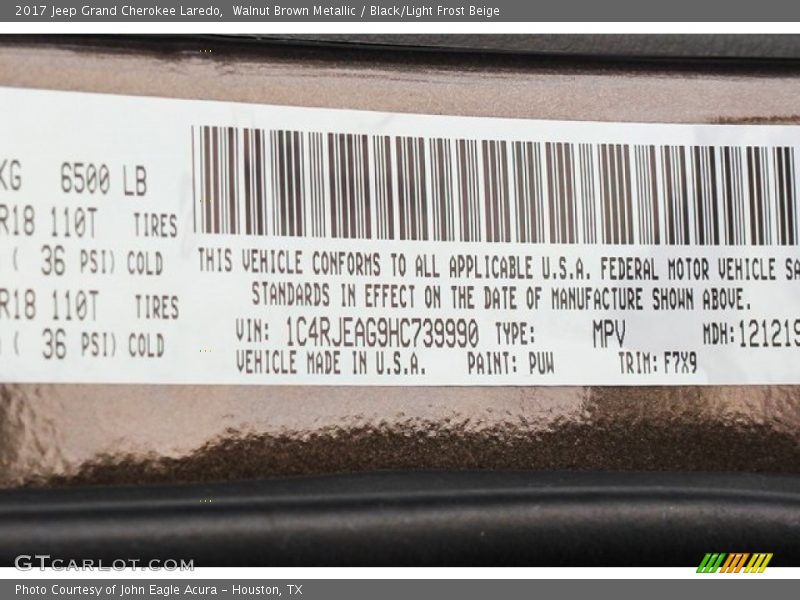 2017 Jeep Grand Cherokee Laredo,  Walnut Brown Metallic / Black/Light Frost Beige
KG 6500 LB
R18 110T TIRES
( 36 PSI) COLD
R18 110T TIRES
( 36 PSI) COLD
THIS VEHICLE CONFORMS TO ALL APPLICABLE U.S.A. FEDERAL MOTOR VEHICLE SA
STANDARDS IN EFFECT ON THE DATE OF MANUFACTURE SHOWN ABOVE.
VIN: 1C4RJEAG9HC739990 TYPE: MPV MDH:121219
VEHICLE MADE IN U.S.A. PAINT: PUW TRIM: F7X9
GTCARLOT.COM
Photo Courtesy of John Eagle Acura - Houston, TX